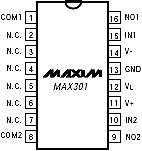 COM1 1 16 NO1
N.C. 2 15 IN1
N.C. 3 14 V-
N.C. 4 13 GND
N.C. 5 12 VL
N.C. 6 11 V+
N.C. 7 10 IN2
COM2 8 9 NO2
MAXIM
MAX301